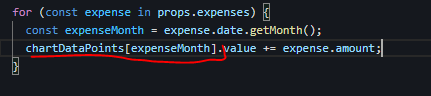 for (const expense in props.expenses) {
const expenseMonth = expense.date.getMonth();
chartDataPoints[expenseMonth].value += expense.amount;
}